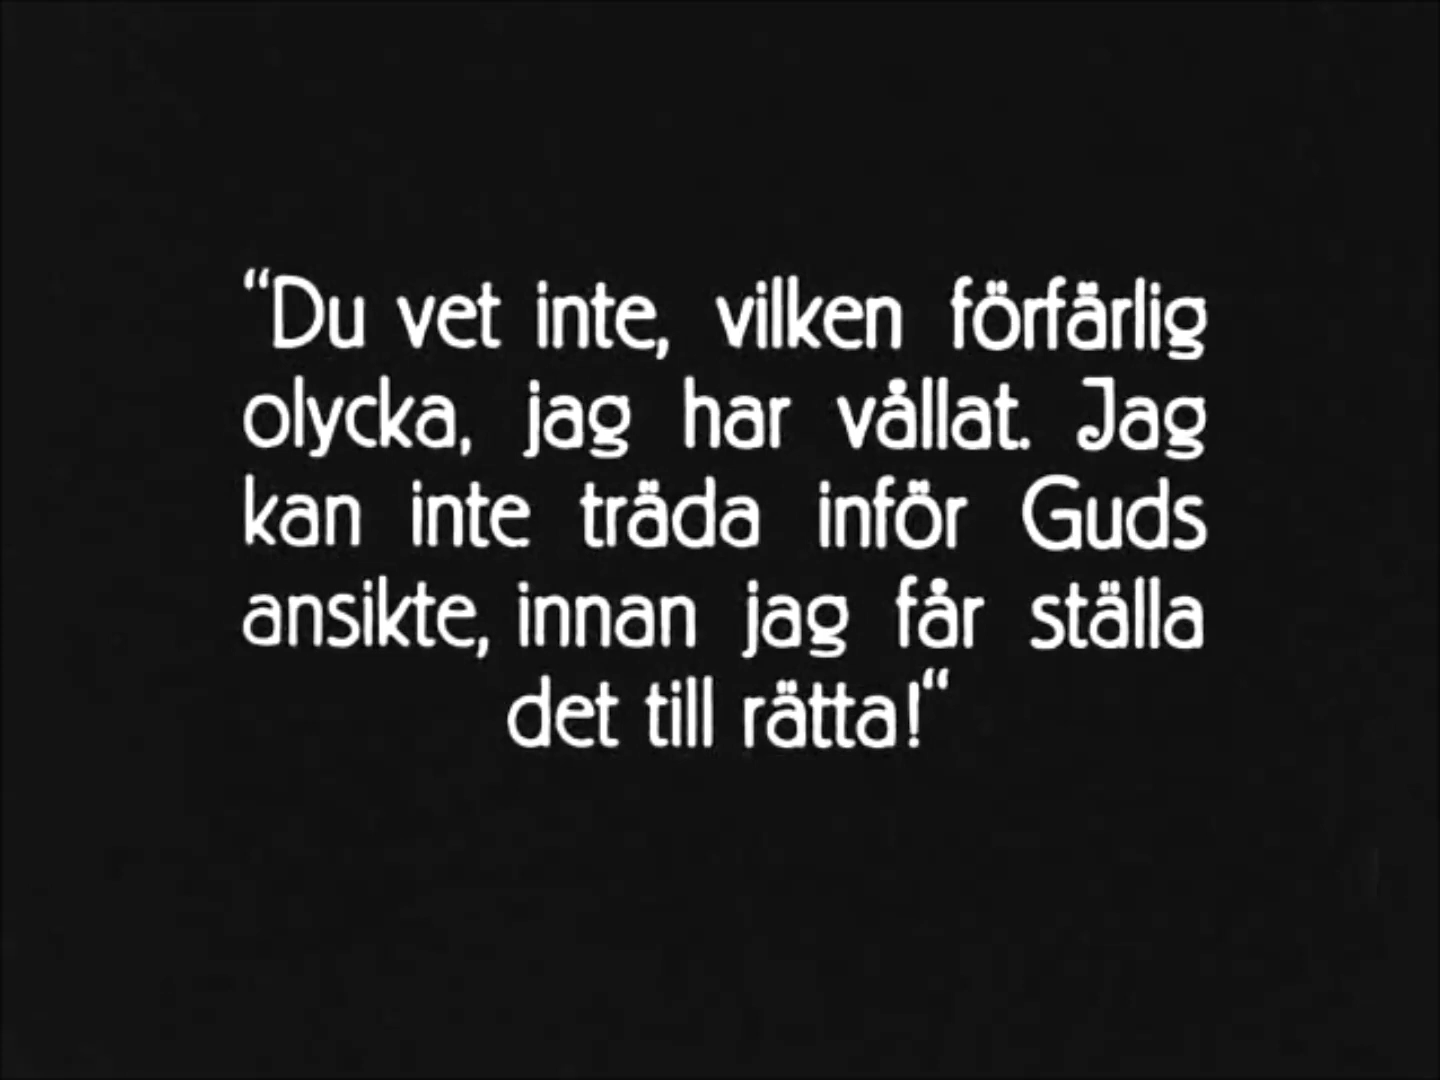 “Du vet inte, vilken förfärlig
olycka, jag har vållat. Jag
kan inte träda inför Guds
ansikte, innan jag får ställa
det till rätta!“